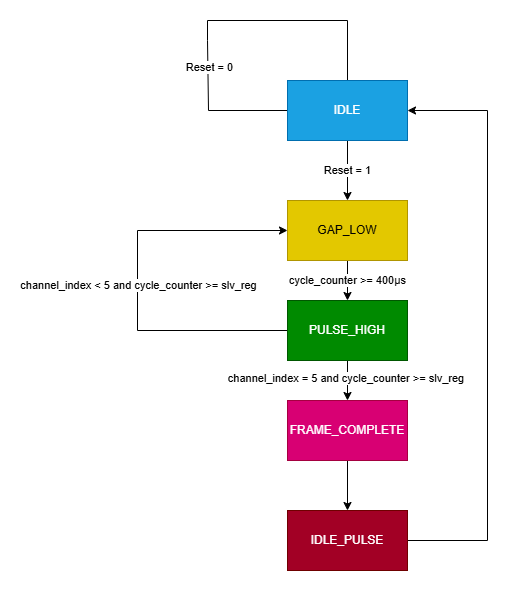 Reset = 0
IDLE
Reset = 1
GAP_LOW
cycle_counter >= 400µs
channel_index < 5 and cycle_counter >= slv_reg
PULSE_HIGH
channel_index = 5 and cycle_counter >= slv_reg
FRAME_COMPLETE
IDLE_PULSE